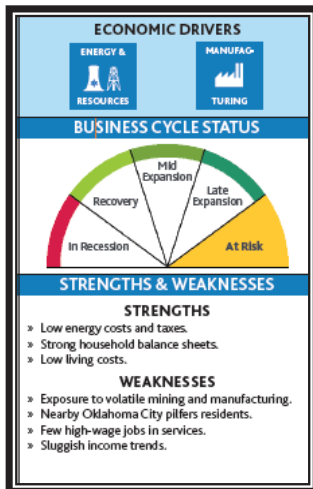 ECONOMIC DRIVERS
ENERGY &
RESOURCES
MANUFAC-
TURING
BUSINESS CYCLE STATUS
Mid
Expansion
Recovery
Late
Expansion
In Recession
At Risk
STRENGTHS & WEAKNESSES
STRENGTHS
» Low energy costs and taxes.
» Strong household balance sheets.
» Low living costs.
WEAKNESSES
» Exposure to volatile mining and manufacturing.
» Nearby Oklahoma City pilfers residents.
» Few high-wage jobs in services.
» Sluggish income trends.